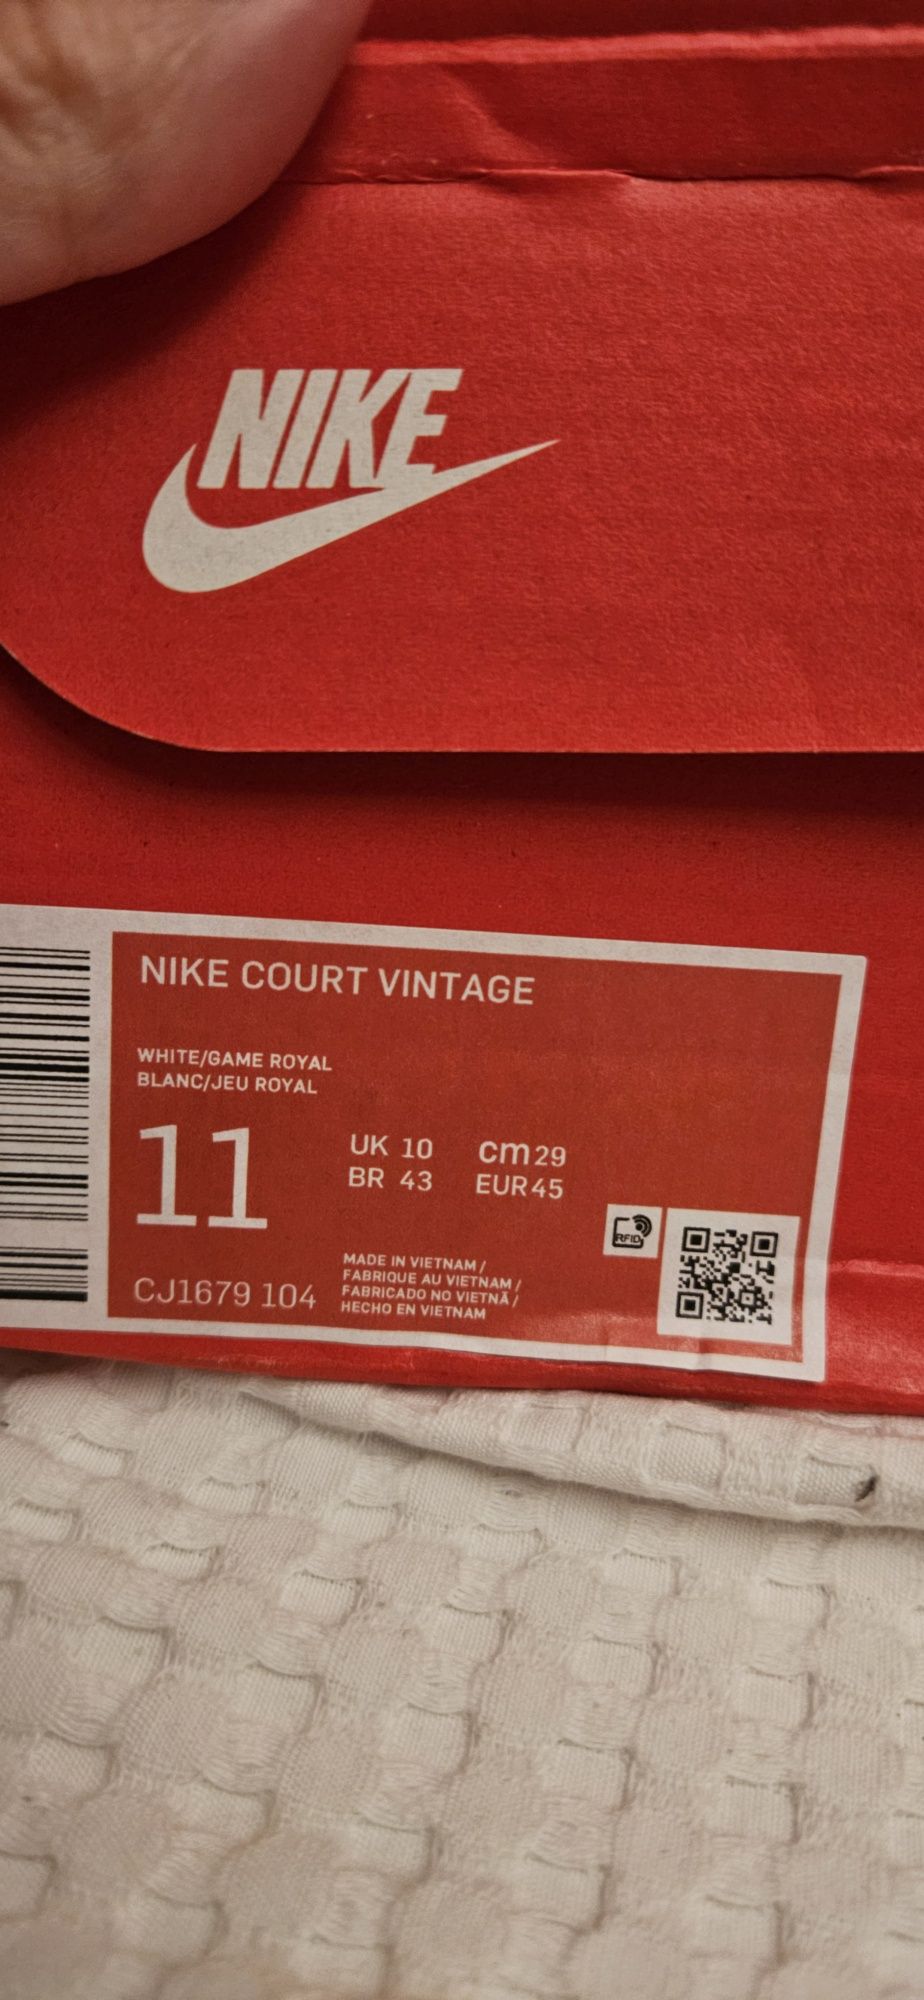 NIKE
NIKE COURT VINTAGE
WHITE/GAME ROYAL
BLANC/JEU ROYAL
11
UK 10 cm 29
BR 43 EUR 45
RFID
CJ1679 104
MADE IN VIETNAM /
FABRIQUE AU VIETNAM /
FABRICADO NO VIETNÃ /
HECHO EN VIETNAM